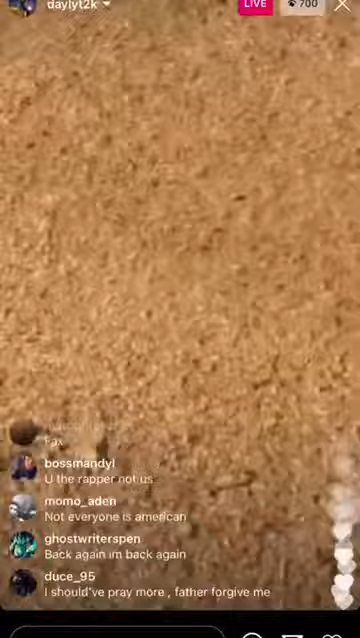 daylyt2k
LIVE
700
Fax
bossmandyl
U the rapper not us
momo_aden
Not everyone is american
ghostwriterspen
Back again im back again
duce_95
I should've pray more , father forgive me